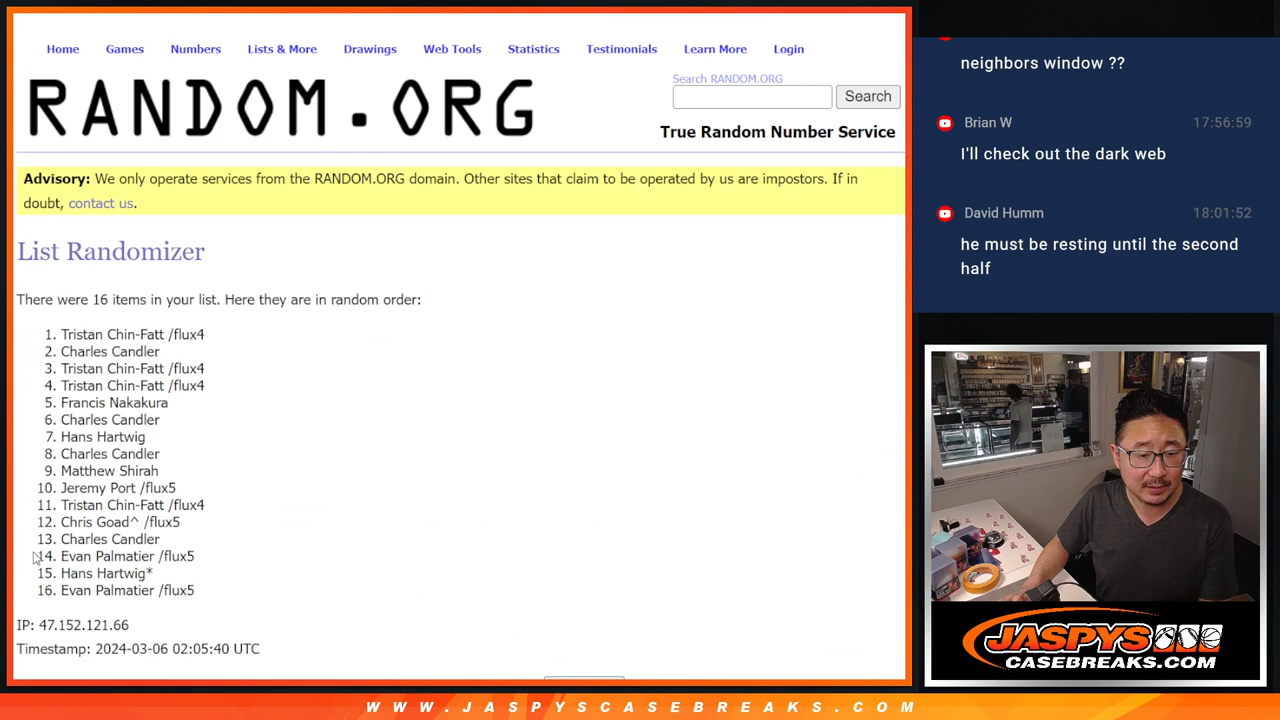 Home Games Numbers Lists & More Drawings Web Tools Statistics Testimonials Learn More Login
RANDOM.ORG
Search RANDOM.ORG
Search
True Random Number Service
Advisory: We only operate services from the RANDOM.ORG domain. Other sites that claim to be operated by us are impostors. If in
doubt, contact us.
List Randomizer
There were 16 items in your list. Here they are in random order:
1. Tristan Chin-Fatt /flux4
2. Charles Candler
3. Tristan Chin-Fatt /flux4
4. Tristan Chin-Fatt /flux4
5. Francis Nakakura
6. Charles Candler
7. Hans Hartwig
8. Charles Candler
9. Matthew Shirah
10. Jeremy Port /flux5
11. Tristan Chin-Fatt /flux4
12. Chris Goad^ /flux5
13. Charles Candler
14. Evan Palmatier /flux5
15. Hans Hartwig*
16. Evan Palmatier /flux5
IP: 47.152.121.66
Timestamp: 2024-03-06 02:05:40 UTC
neighbors window ??
Brian W 17:56:59
I'll check out the dark web
David Humm 18:01:52
he must be resting until the second
half
JASPYS
CASEBREAKS.COM
WWW.JASPYSCASEBREAKS.COM